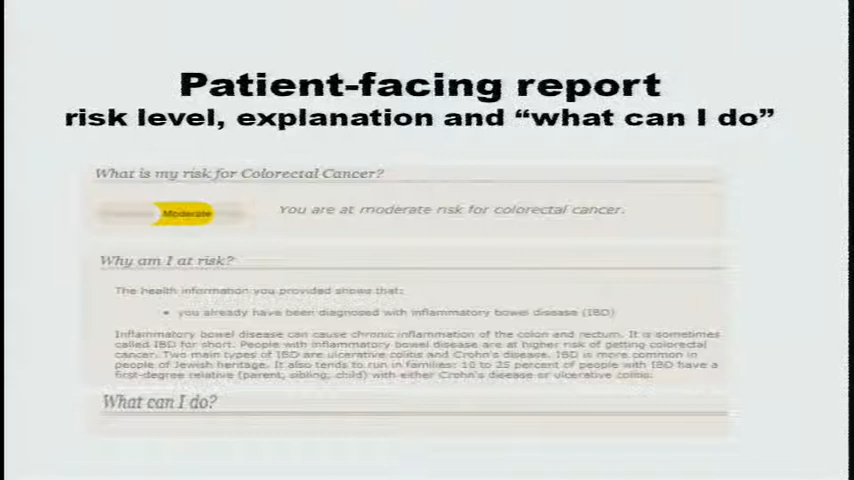 Patient-facing report
risk level, explanation and “what can I do”
What is my risk for Colorectal Cancer?
Moderate
You are at moderate risk for colorectal cancer.
Why am I at risk?
The health information you provided shows that:
• you already have been diagnosed with inflammatory bowel disease (IBD)
Inflammatory bowel disease can cause chronic inflammation of the colon and rectum. It is sometimes
called IBD for short. People with inflammatory bowel disease are at higher risk of getting colorectal
cancer. Two main types of IBD are ulcerative colitis and Crohn's disease. IBD is more common in
people of Jewish heritage. It also tends to run in families: 10 to 25 percent of people with IBD have a
first-degree relative (parent, sibling, child) with either Crohn's disease or ulcerative colitis.
What can I do?